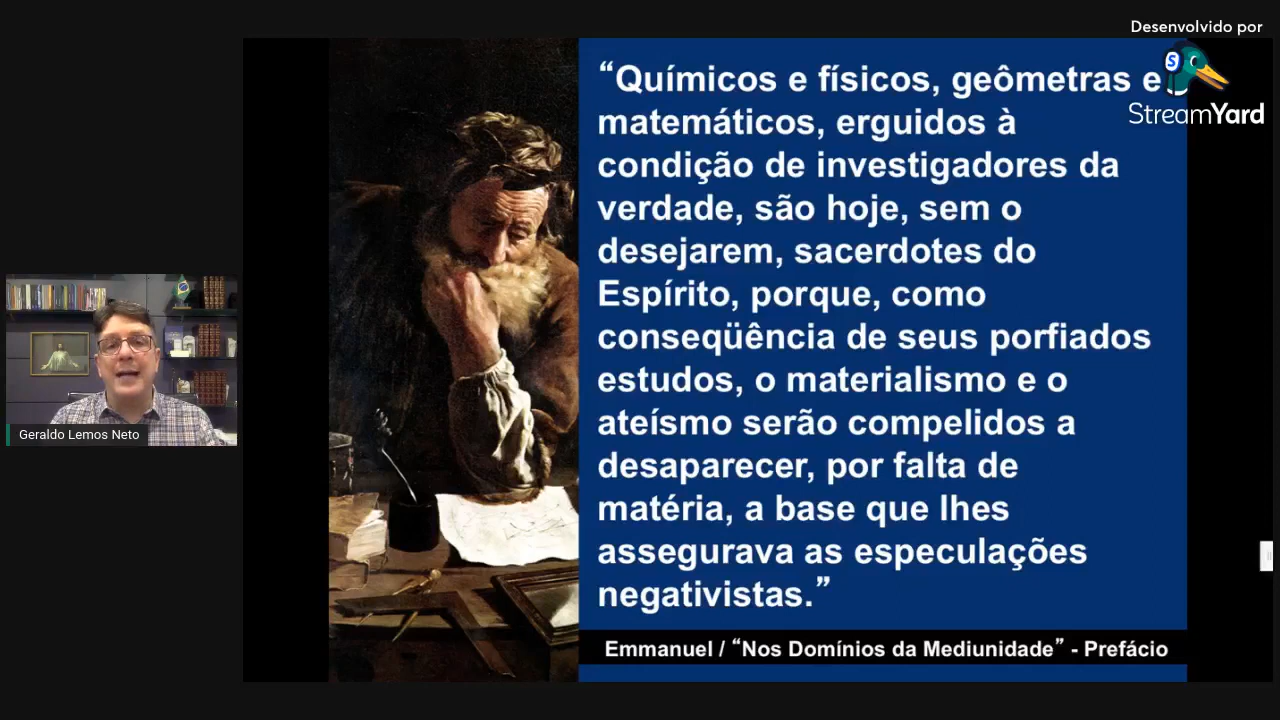 Desenvolvido por
StreamYard
“Químicos e físicos, geômetras e
matemáticos, erguidos à
condição de investigadores da
verdade, são hoje, sem o
desejarem, sacerdotes do
Espírito, porque, como
conseqüência de seus porfiados
estudos, o materialismo e o
ateísmo serão compelidos a
desaparecer, por falta de
matéria, a base que lhes
assegurava as especulações
negativistas.”
Emmanuel / “Nos Domínios da Mediunidade” - Prefácio
Geraldo Lemos Neto